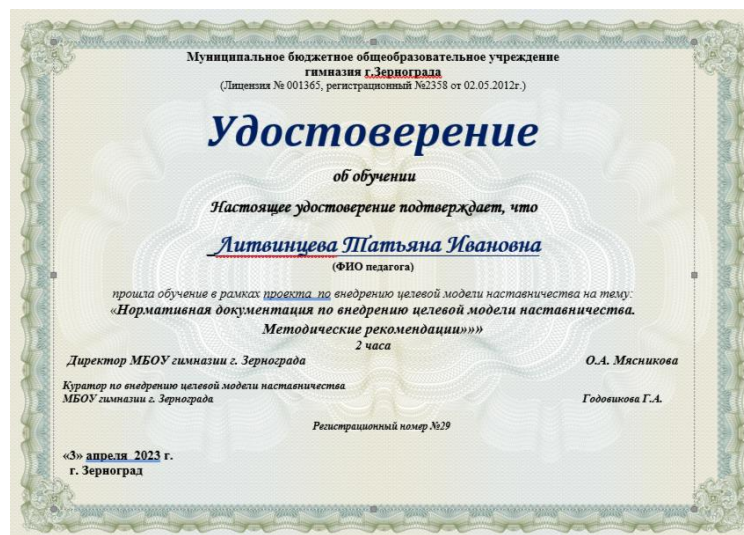 Муниципальное бюджетное общеобразовательное учреждение
гимназия г.Зернограда
(Лицензия № 001365, регистрационный №2358 от 02.05.2012г.)
Удостоверение
об обучении
Настоящее удостоверение подтверждает, что
_Литвинцева Татьяна Ивановна
(ФИО педагога)
прошла обучение в рамках проекта по внедрению целевой модели наставничества на тему:
«Нормативная документация по внедрению целевой модели наставничества.
Методические рекомендации»»»
2 часа
Директор МБОУ гимназии г. Зернограда О.А. Мясникова
Куратор по внедрению целевой модели наставничества
МБОУ гимназии г. Зернограда Годовикова Г.А.
Регистрационный номер №29
«3» апреля 2023 г.
г. Зерноград